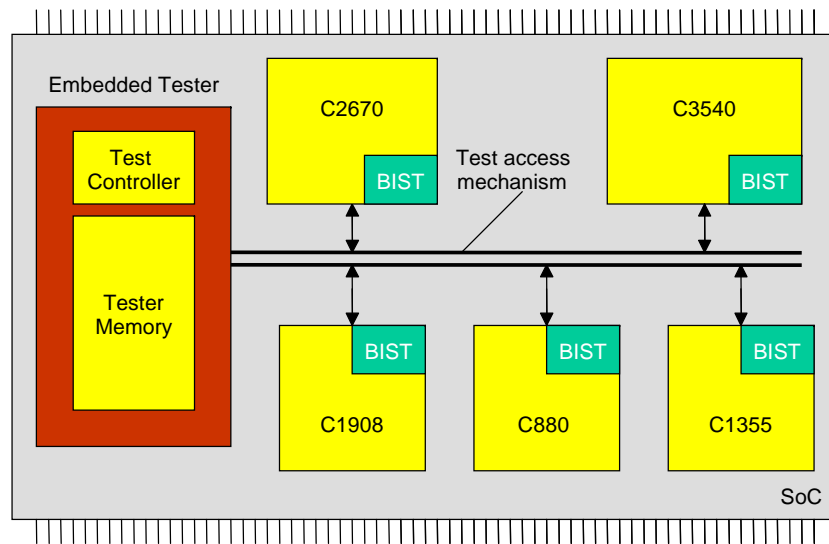 Embedded Tester
Test
Controller
Tester
Memory
C2670
BIST
Test access
mechanism
C3540
BIST
BIST
C1908
BIST
C880
BIST
C1355
SoC